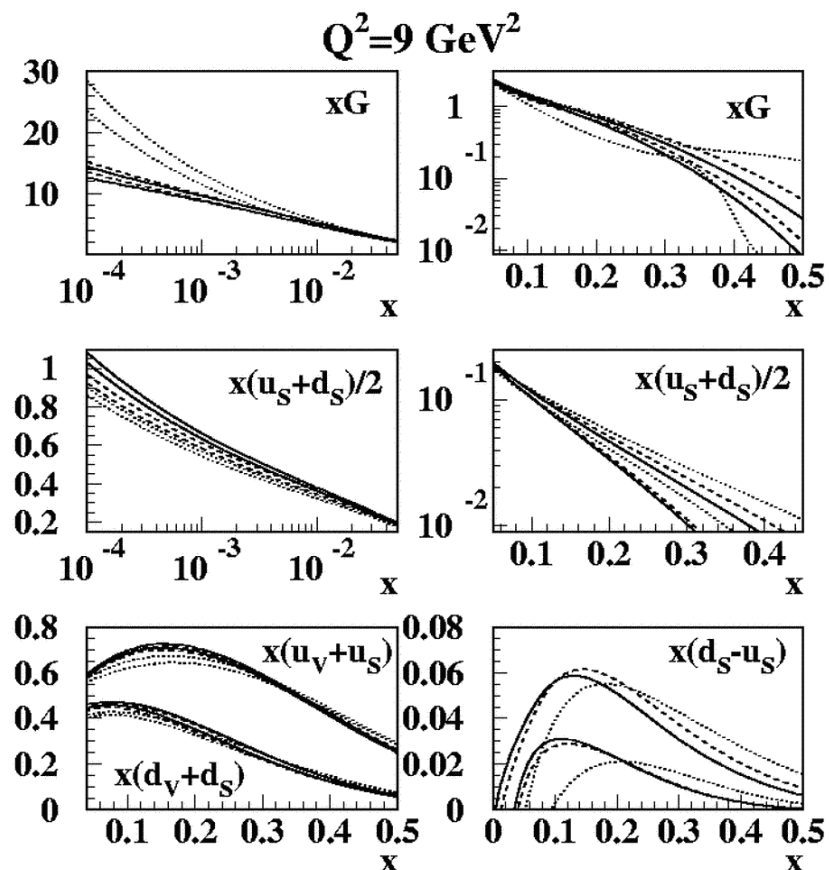 Q²=9 GeV²
30
20
10
xG
10⁻⁴ 10⁻³ 10⁻²
x
1
10⁻¹
10⁻²
xG
0.1 0.2 0.3 0.4 0.5
x
1
0.8
0.6
0.4
0.2
x(u_S+d_S)/2
10⁻⁴ 10⁻³ 10⁻²
x
10⁻¹
10⁻²
x(u_S+d_S)/2
0.1 0.2 0.3 0.4
x
0.8
0.6
0.4
0.2
0
x(u_V+u_S)
x(d_V+d_S)
0.1 0.2 0.3 0.4 0.5
x
0.08
0.06
0.04
0.02
0
x(d_S-u_S)
0 0.1 0.2 0.3 0.4 0.5
x